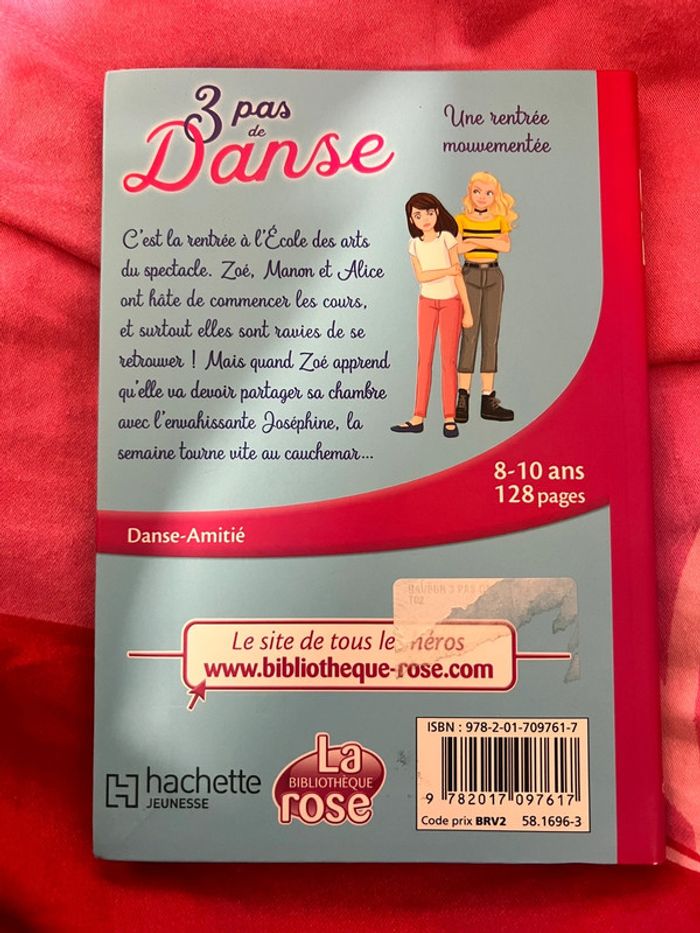 3 pas
de
Danse
Une rentrée
mouvementée
C'est la rentrée à l'École des arts
du spectacle. Zoé, Manon et Alice
ont hâte de commencer les cours,
et surtout elles sont ravies de se
retrouver ! Mais quand Zoé apprend
qu'elle va devoir partager sa chambre
avec l'envahissante Joséphine, la
semaine tourne vite au cauchemar...
8-10 ans
128 pages
Danse-Amitié
3 PAS
T02
Le site de tous le héros
www.bibliotheque-rose.com
ISBN : 978-2-01-709761-7
hachette
JEUNESSE
La
BIBLIOTHÈQUE
rose
9 782017 097617
Code prix BRV2 58.1696-3